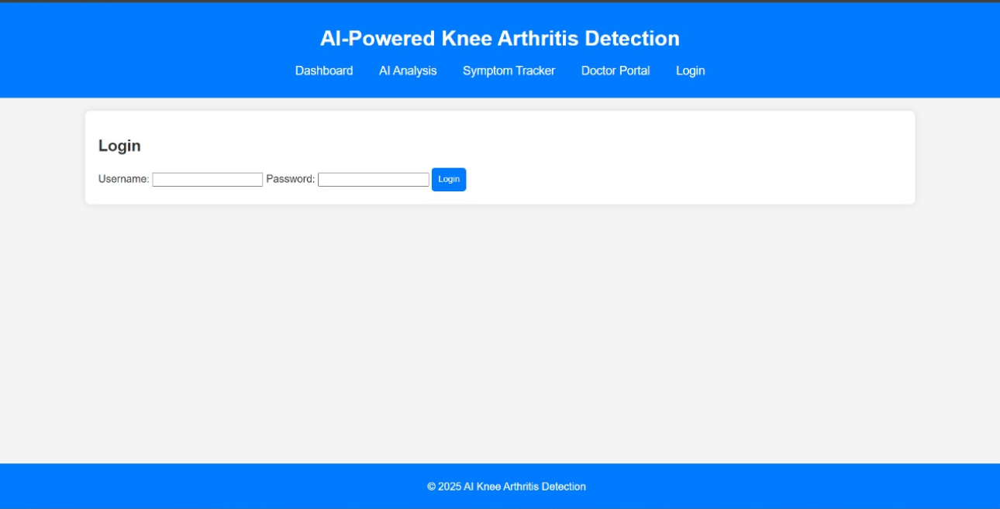 AI-Powered Knee Arthritis Detection
Dashboard AI Analysis Symptom Tracker Doctor Portal Login
Login
Username: Password: Login
© 2025 AI Knee Arthritis Detection